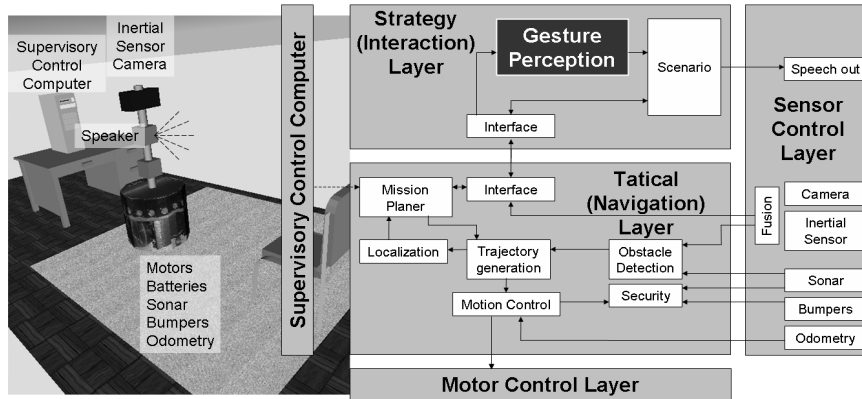 Supervisory
Control
Computer
Inertial
Sensor
Camera
Speaker
Motors
Batteries
Sonar
Bumpers
Odometry
Supervisory Control Computer
Strategy
(Interaction)
Layer
Gesture
Perception
Scenario
Interface
Tatical
(Navigation)
Layer
Mission
Planer
Interface
Localization
Trajectory
generation
Obstacle
Detection
Motion Control
Security
Motor Control Layer
Speech out
Sensor
Control
Layer
Fusion
Camera
Inertial
Sensor
Sonar
Bumpers
Odometry